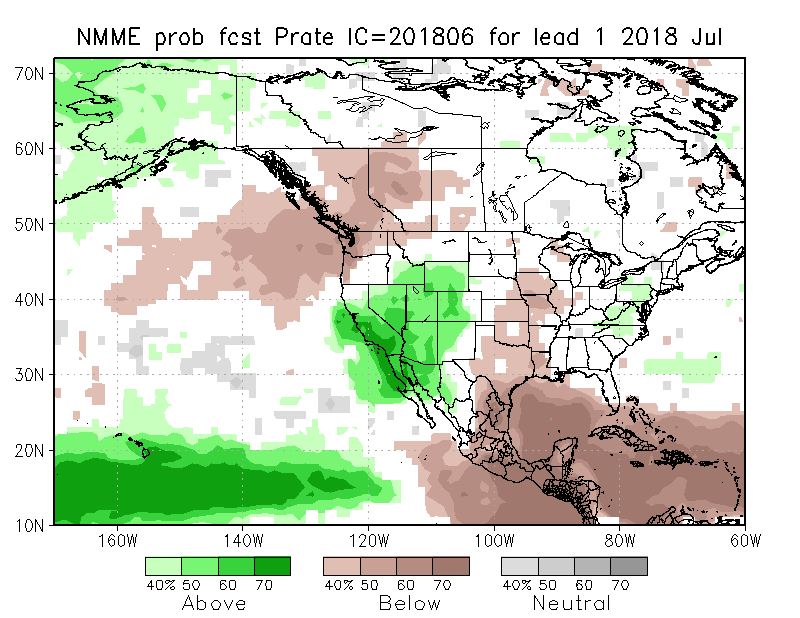 NMME prob fcst Prate IC=201806 for lead 1 2018 Jul
70N
60N
50N
40N
30N
20N
10N
160W 140W 120W 100W 80W 60W
40% 50 60 70 40% 50 60 70 40% 50 60 70
Above Below Neutral